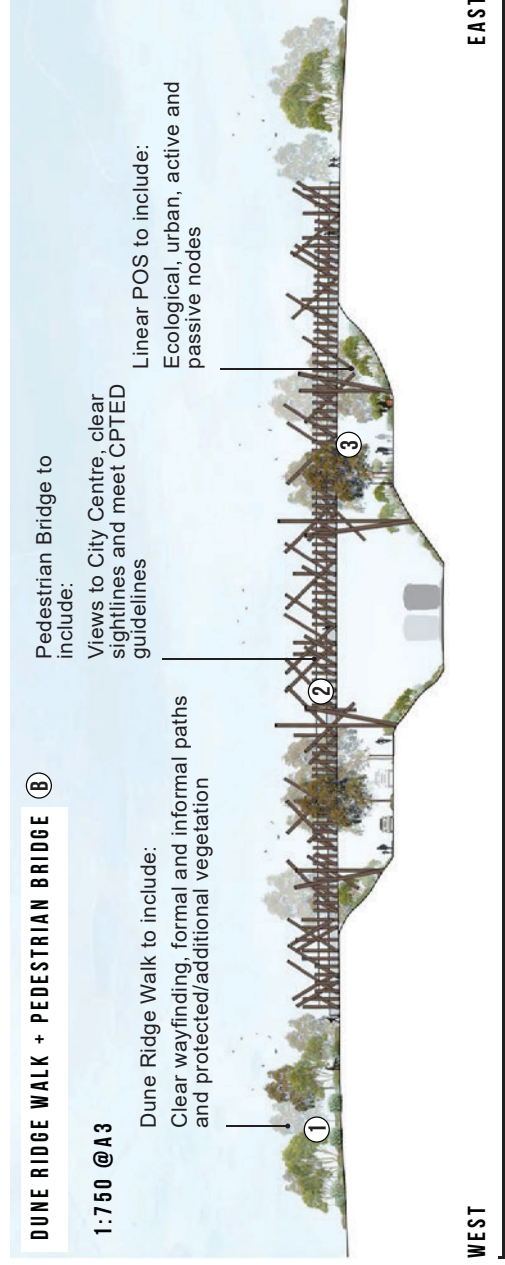 DUNE RIDGE WALK + PEDESTRIAN BRIDGE B
1:750 @A3
Dune Ridge Walk to include:
Clear wayfinding, formal and informal paths
and protected/additional vegetation
Pedestrian Bridge to
include:
Views to City Centre, clear
sightlines and meet CPTED
guidelines
Linear POS to include:
Ecological, urban, active and
passive nodes
1
2
3
WEST
EAST